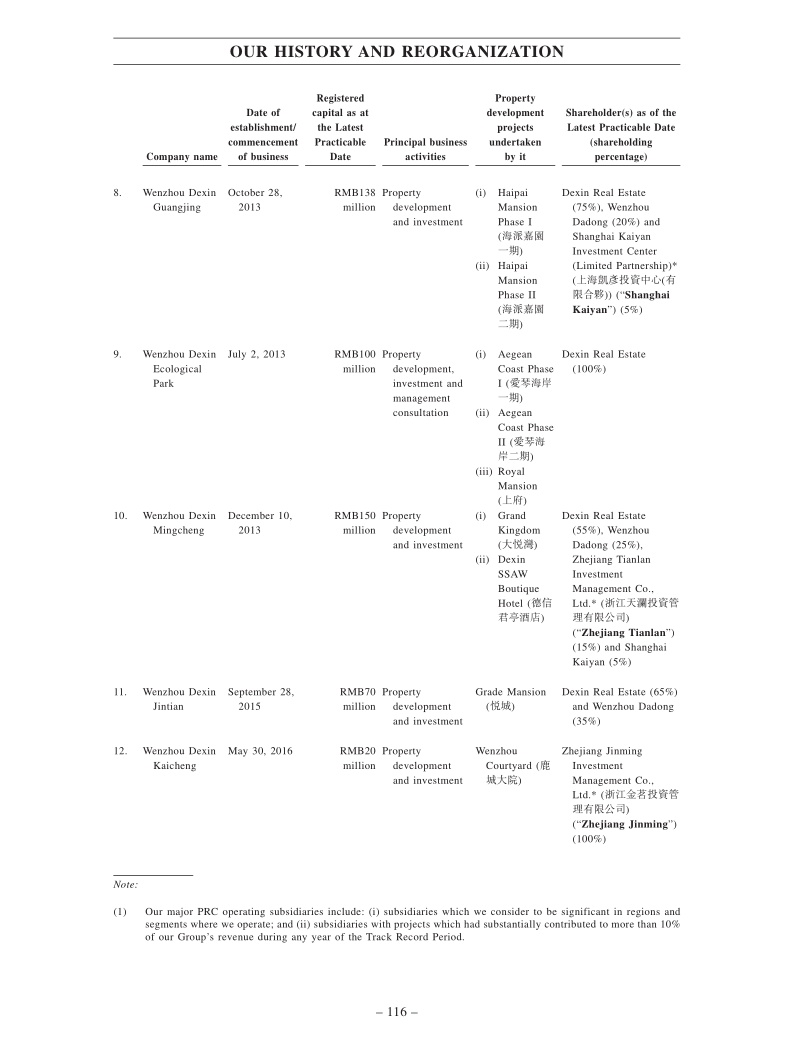 OUR HISTORY AND REORGANIZATION
Registered Property
Date of capital as at development Shareholder(s) as of the
establishment/ the Latest projects Latest Practicable Date
commencement Practicable Principal business undertaken (shareholding
Company name of business Date activities by it percentage)
8. Wenzhou Dexin October 28, RMB138 Property (i) Haipai Dexin Real Estate
Guangjing 2013 million development Mansion (75%), Wenzhou
and investment Phase I Dadong (20%) and
(海派嘉園 Shanghai Kaiyan
一期) Investment Center
(ii) Haipai (Limited Partnership)*
Mansion (上海凱彥投資中心(有
Phase II 限合夥)) (“Shanghai
(海派嘉園 Kaiyan”) (5%)
二期)
9. Wenzhou Dexin July 2, 2013 RMB100 Property (i) Aegean Dexin Real Estate
Ecological million development, Coast Phase (100%)
Park investment and I (愛琴海岸
management 一期)
consultation (ii) Aegean
Coast Phase
II (愛琴海
岸二期)
(iii) Royal
Mansion
(上府)
10. Wenzhou Dexin December 10, RMB150 Property (i) Grand Dexin Real Estate
Mingcheng 2013 million development Kingdom (55%), Wenzhou
and investment (大悅灣) Dadong (25%),
(ii) Dexin Zhejiang Tianlan
SSAW Investment
Boutique Management Co.,
Hotel (德信 Ltd.* (浙江天瀾投資管
君亭酒店) 理有限公司)
(“Zhejiang Tianlan”)
(15%) and Shanghai
Kaiyan (5%)
11. Wenzhou Dexin September 28, RMB70 Property Grade Mansion Dexin Real Estate (65%)
Jintian 2015 million development (悅城) and Wenzhou Dadong
and investment (35%)
12. Wenzhou Dexin May 30, 2016 RMB20 Property Wenzhou Zhejiang Jinming
Kaicheng million development Courtyard (鹿 Investment
and investment 城大院) Management Co.,
Ltd.* (浙江金茗投資管
理有限公司)
(“Zhejiang Jinming”)
(100%)
Note:
(1) Our major PRC operating subsidiaries include: (i) subsidiaries which we consider to be significant in regions and
segments where we operate; and (ii) subsidiaries with projects which had substantially contributed to more than 10%
of our Group’s revenue during any year of the Track Record Period.
– 116 –